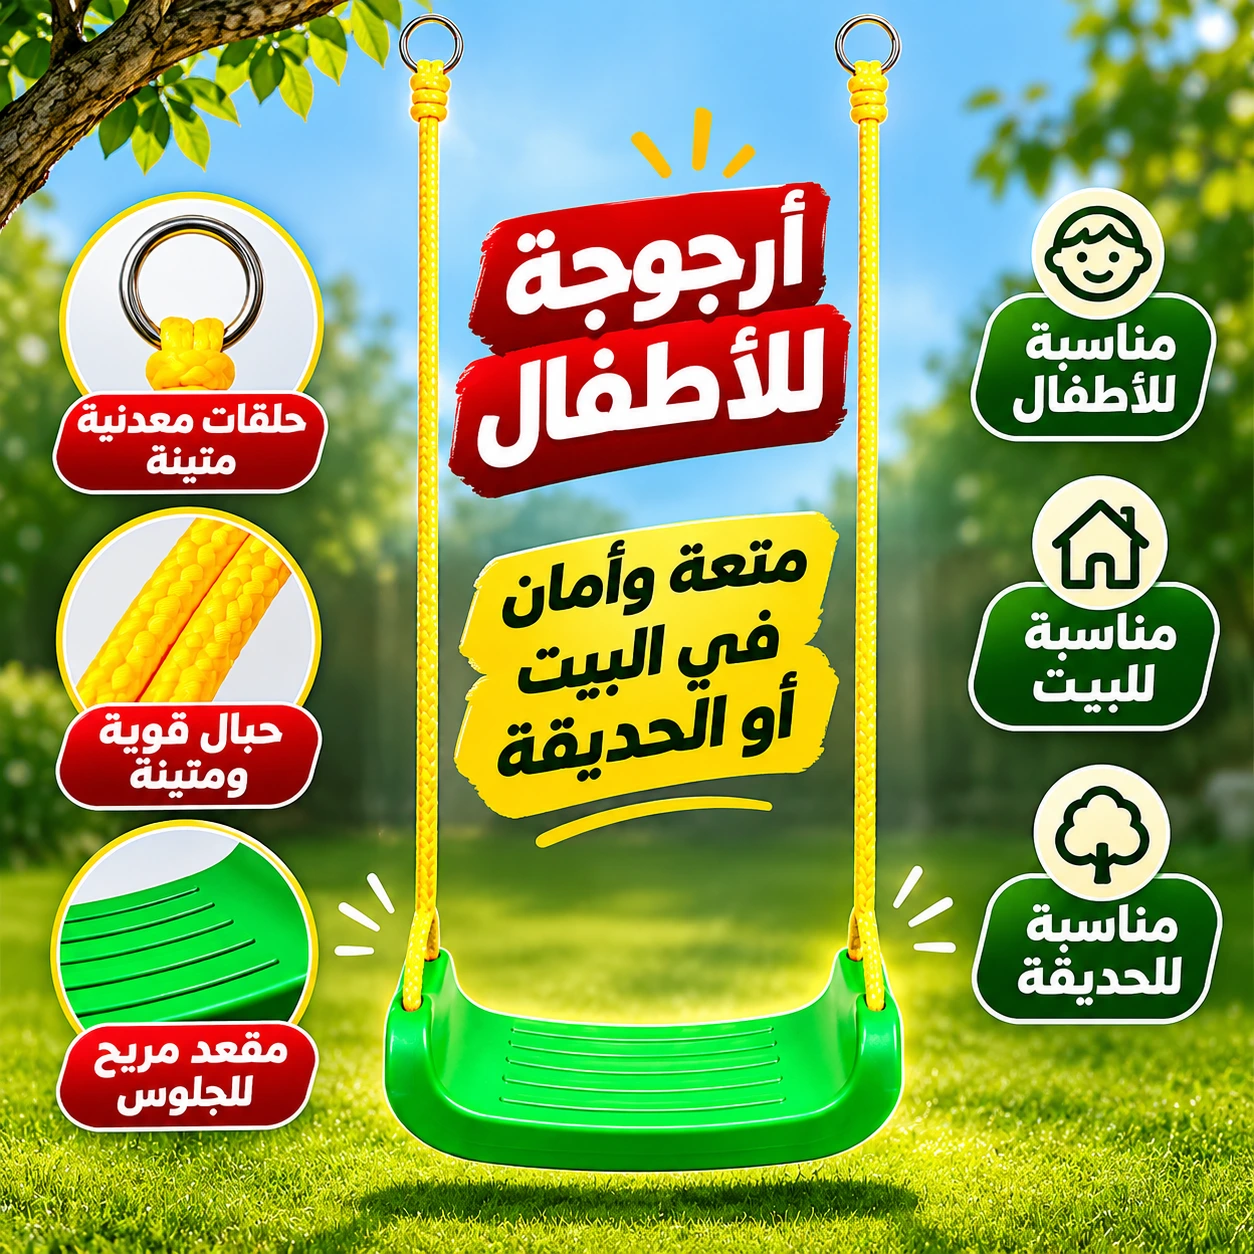 أرجوجة
للأطفال
متعة وأمان
في البيت
أو الحديقة
مناسبة
للأطفال
مناسبة
للبيت
مناسبة
للحديقة
حلقات معدنية
متينة
حبال قوية
ومتينة
مقعد مريح
للجلوس